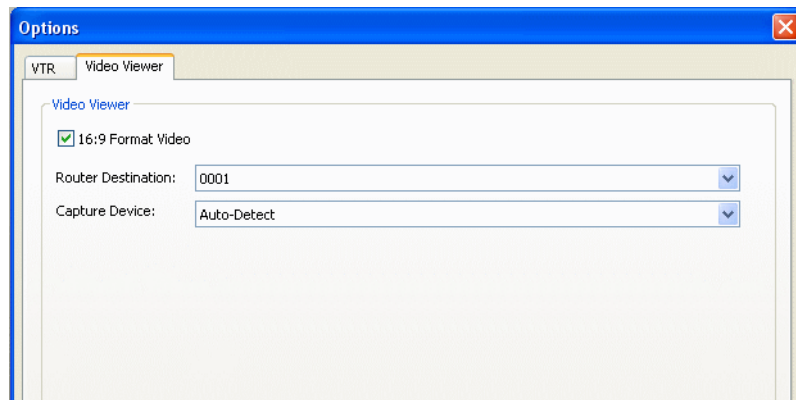 Options
VTR Video Viewer
Video Viewer
16:9 Format Video
Router Destination: 0001
Capture Device: Auto-Detect